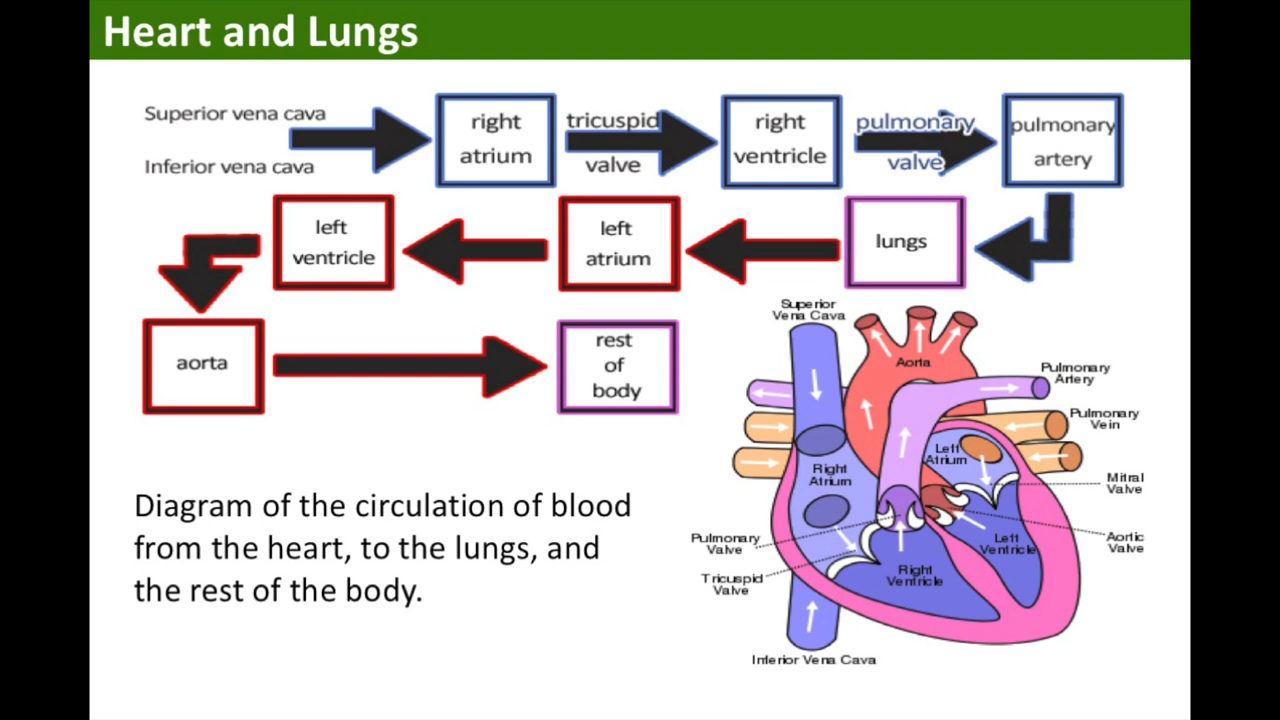 Heart and Lungs
Superior vena cava
Inferior vena cava
right
atrium
tricuspid
valve
right
ventricle
pulmonary
valve
pulmonary
artery
left
ventricle
left
atrium
lungs
aorta
rest
of
body
Diagram of the circulation of blood
from the heart, to the lungs, and
the rest of the body.
Superior
Vena Cava
Aorta
Pulmonary
Artery
Pulmonary
Vein
Left
Atrium
Right
Atrium
Mitral
Valve
Pulmonary
Valve
Left
Ventricle
Aortic
Valve
Tricuspid
Valve
Right
Ventricle
Inferior Vena Cava